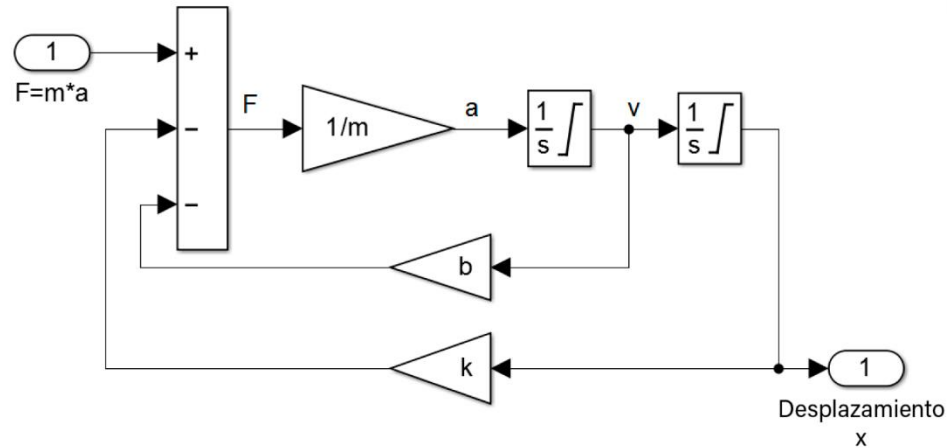 1
F=m*a
+
−
−
F
1/m
a
1
s
v
1
s
b
k
1
Desplazamiento
x